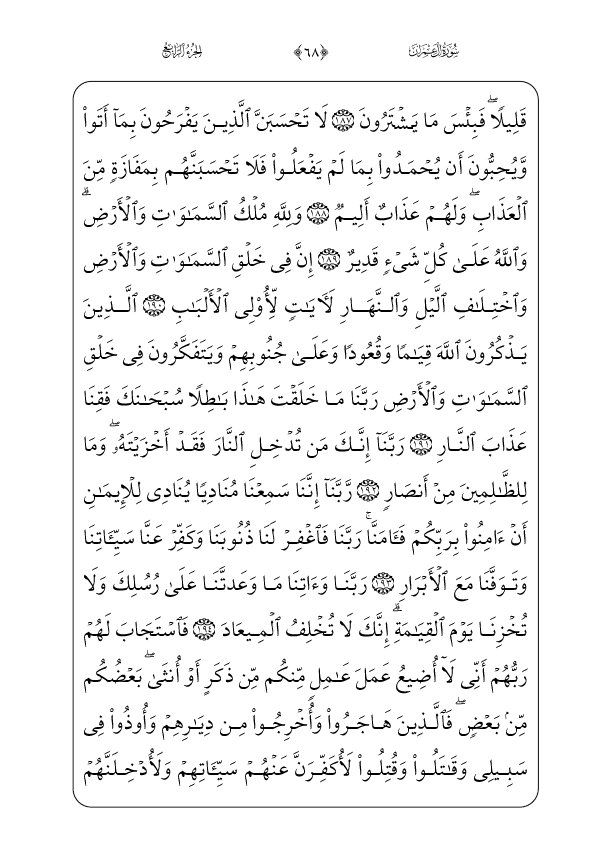 سُورَةُ آلِ عِمْرَانَ ﴿٦٨﴾ الجُزْءُ الرَّابِعُ
قَلِيلًاۖ فَبِئۡسَ مَا يَشۡتَرُونَ ١٨٧ لَا تَحۡسَبَنَّ ٱلَّذِينَ يَفۡرَحُونَ بِمَآ أَتَواْ
وَّيُحِبُّونَ أَن يُحۡمَدُواْ بِمَا لَمۡ يَفۡعَلُواْ فَلَا تَحۡسَبَنَّهُم بِمَفَازَةٖ مِّنَ
ٱلۡعَذَابِۖ وَلَهُمۡ عَذَابٌ أَلِيمٞ ١٨٨ وَلِلَّهِ مُلۡكُ ٱلسَّمَٰوَٰتِ وَٱلۡأَرۡضِۗ
وَٱللَّهُ عَلَىٰ كُلِّ شَيۡءٖ قَدِيرٌ ١٨٩ إِنَّ فِي خَلۡقِ ٱلسَّمَٰوَٰتِ وَٱلۡأَرۡضِ
وَٱخۡتِلَٰفِ ٱلَّيۡلِ وَٱلنَّهَارِ لَأٓيَٰتٖ لِّأُوْلِي ٱلۡأَلۡبَٰبِ ١٩٠ ٱلَّذِينَ
يَذۡكُرُونَ ٱللَّهَ قِيَٰمٗا وَقُعُودٗا وَعَلَىٰ جُنُوبِهِمۡ وَيَتَفَكَّرُونَ فِي خَلۡقِ
ٱلسَّمَٰوَٰتِ وَٱلۡأَرۡضِ رَبَّنَا مَا خَلَقۡتَ هَٰذَا بَٰطِلٗا سُبۡحَٰنَكَ فَقِنَا
عَذَابَ ٱلنَّارِ ١٩١ رَبَّنَآ إِنَّكَ مَن تُدۡخِلِ ٱلنَّارَ فَقَدۡ أَخۡزَيۡتَهُۥۖ وَمَا
لِلظَّٰلِمِينَ مِنۡ أَنصَارٖ ١٩٢ رَّبَّنَآ إِنَّنَا سَمِعۡنَا مُنَادِيٗا يُنَادِي لِلۡإِيمَٰنِ
أَنۡ ءَامِنُواْ بِرَبِّكُمۡ فَـَٔامَنَّاۚ رَبَّنَا فَٱغۡفِرۡ لَنَا ذُنُوبَنَا وَكَفِّرۡ عَنَّا سَيِّـَٔاتِنَا
وَتَوَفَّنَا مَعَ ٱلۡأَبۡرَارِ ١٩٣ رَبَّنَا وَءَاتِنَا مَا وَعَدتَّنَا عَلَىٰ رُسُلِكَ وَلَا
تُخۡزِنَا يَوۡمَ ٱلۡقِيَٰمَةِۗ إِنَّكَ لَا تُخۡلِفُ ٱلۡمِيعَادَ ١٩٤ فَٱسۡتَجَابَ لَهُمۡ
رَبُّهُمۡ أَنِّي لَآ أُضِيعُ عَمَلَ عَٰمِلٖ مِّنكُم مِّن ذَكَرٍ أَوۡ أُنثَىٰۖ بَعۡضُكُم
مِّنۢ بَعۡضٖۖ فَٱلَّذِينَ هَاجَرُواْ وَأُخۡرِجُواْ مِن دِيَٰرِهِمۡ وَأُوذُواْ فِي
سَبِيلِي وَقَٰتَلُواْ وَقُتِلُواْ لَأُكَفِّرَنَّ عَنۡهُمۡ سَيِّـَٔاتِهِمۡ وَلَأُدۡخِلَنَّهُمۡ